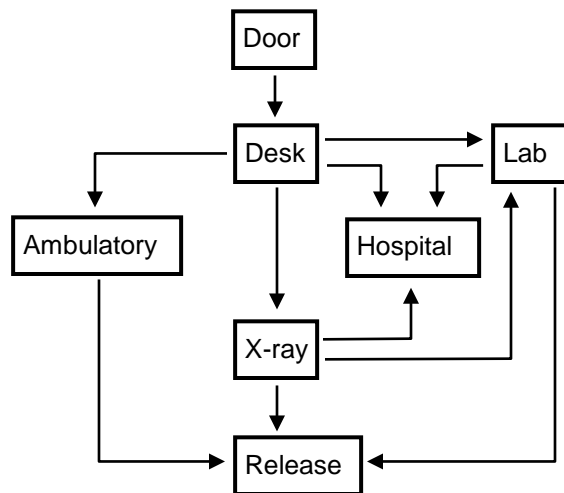 Door
Desk
Lab
Ambulatory
Hospital
X-ray
Release